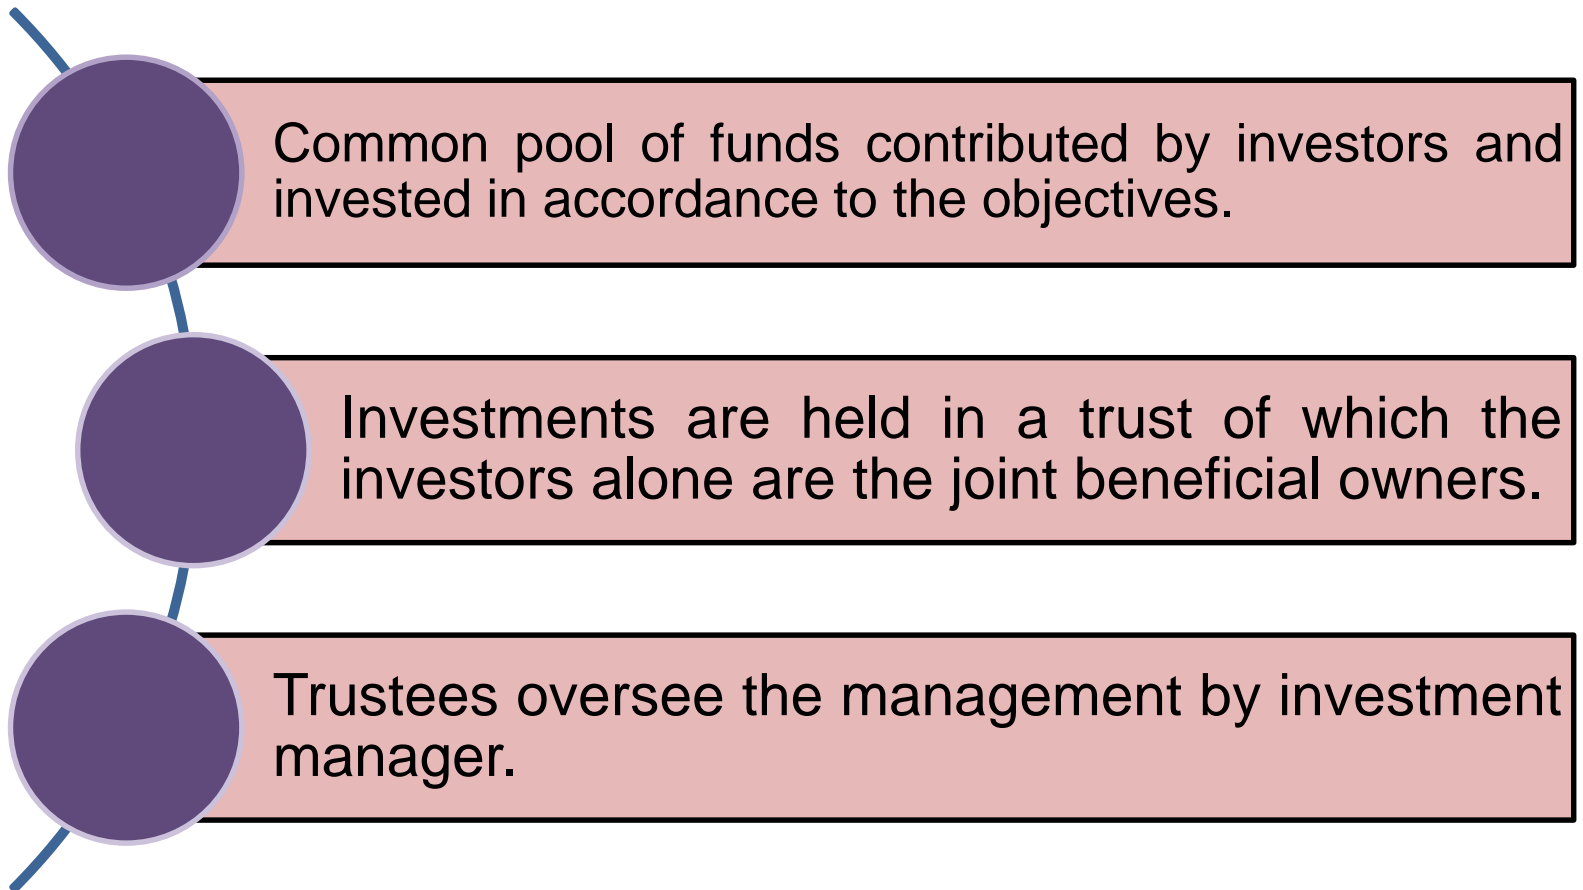 Common pool of funds contributed by investors and
invested in accordance to the objectives.
Investments are held in a trust of which the
investors alone are the joint beneficial owners.
Trustees oversee the management by investment
manager.